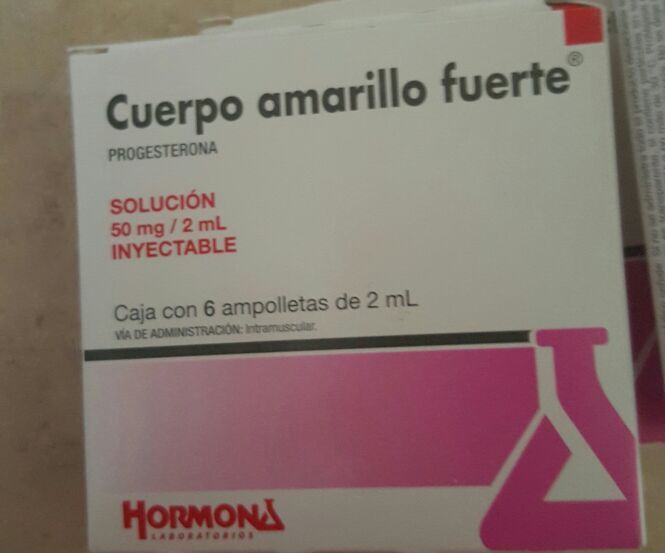 Cuerpo amarillo fuerte®
PROGESTERONA
SOLUCIÓN
50 mg / 2 mL
INYECTABLE
Caja con 6 ampolletas de 2 mL
VÍA DE ADMINISTRACIÓN: Intramuscular.
HORMONA
LABORATORIOS